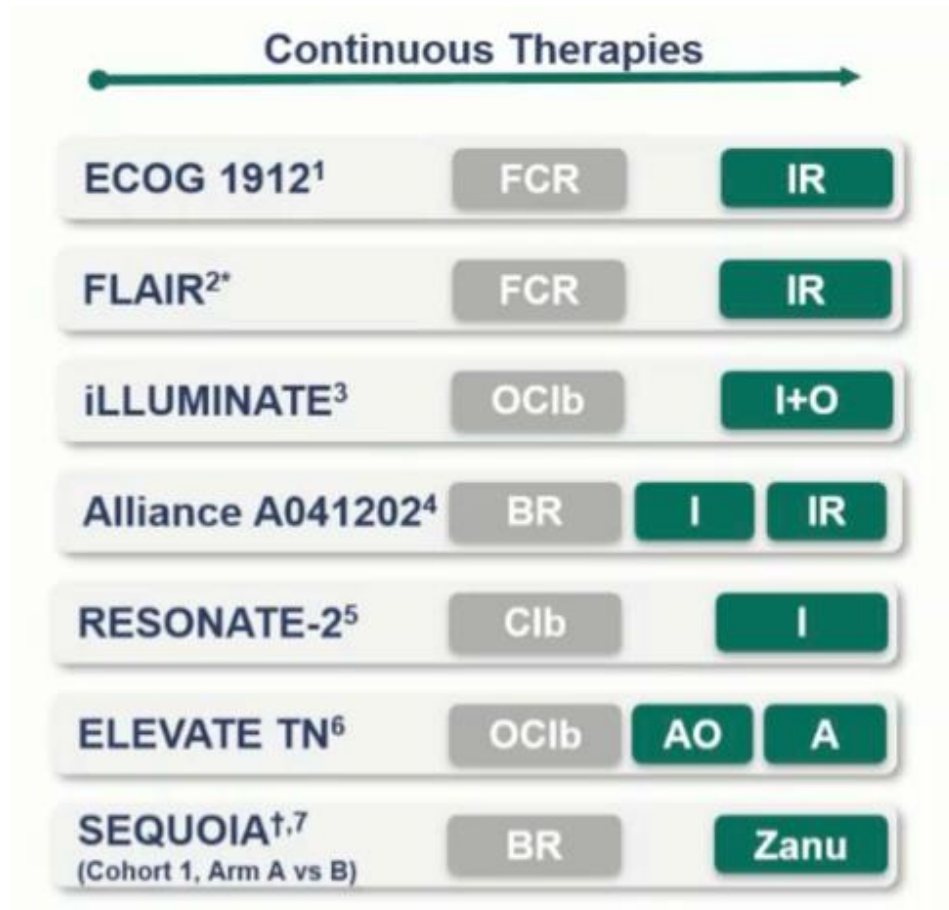 Continuous Therapies
ECOG 1912¹ FCR IR
FLAIR²* FCR IR
iLLUMINATE³ OClb I+O
Alliance A041202⁴ BR I IR
RESONATE-2⁵ Clb I
ELEVATE TN⁶ OClb AO A
SEQUOIA†,⁷ BR Zanu
(Cohort 1, Arm A vs B)